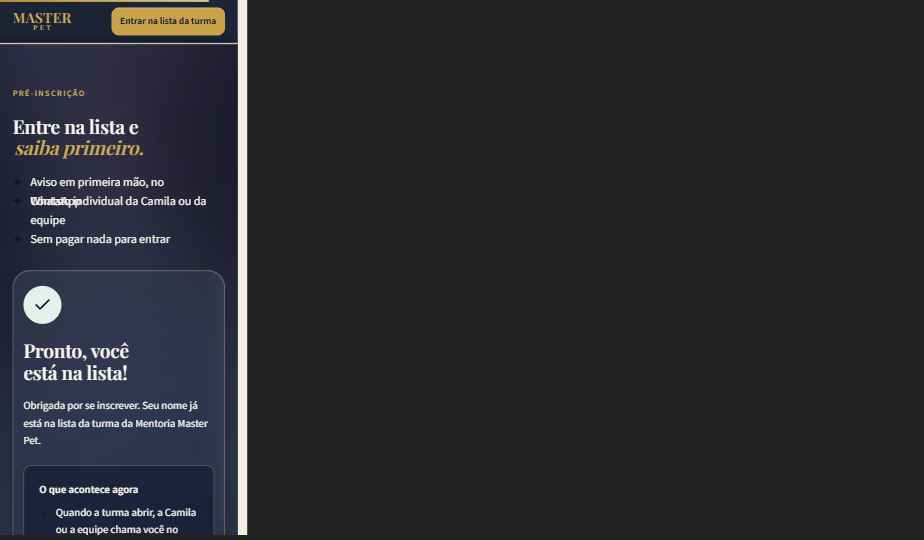 MASTER
PET
Entrar na lista da turma
PRÉ-INSCRIÇÃO
Entre na lista e
saiba primeiro.
Aviso em primeira mão, no
WhatsApp individual da Camila ou da
equipe
Sem pagar nada para entrar
Pronto, você
está na lista!
Obrigada por se inscrever. Seu nome já
está na lista da turma da Mentoria Master
Pet.
O que acontece agora
Quando a turma abrir, a Camila
ou a equipe chama você no